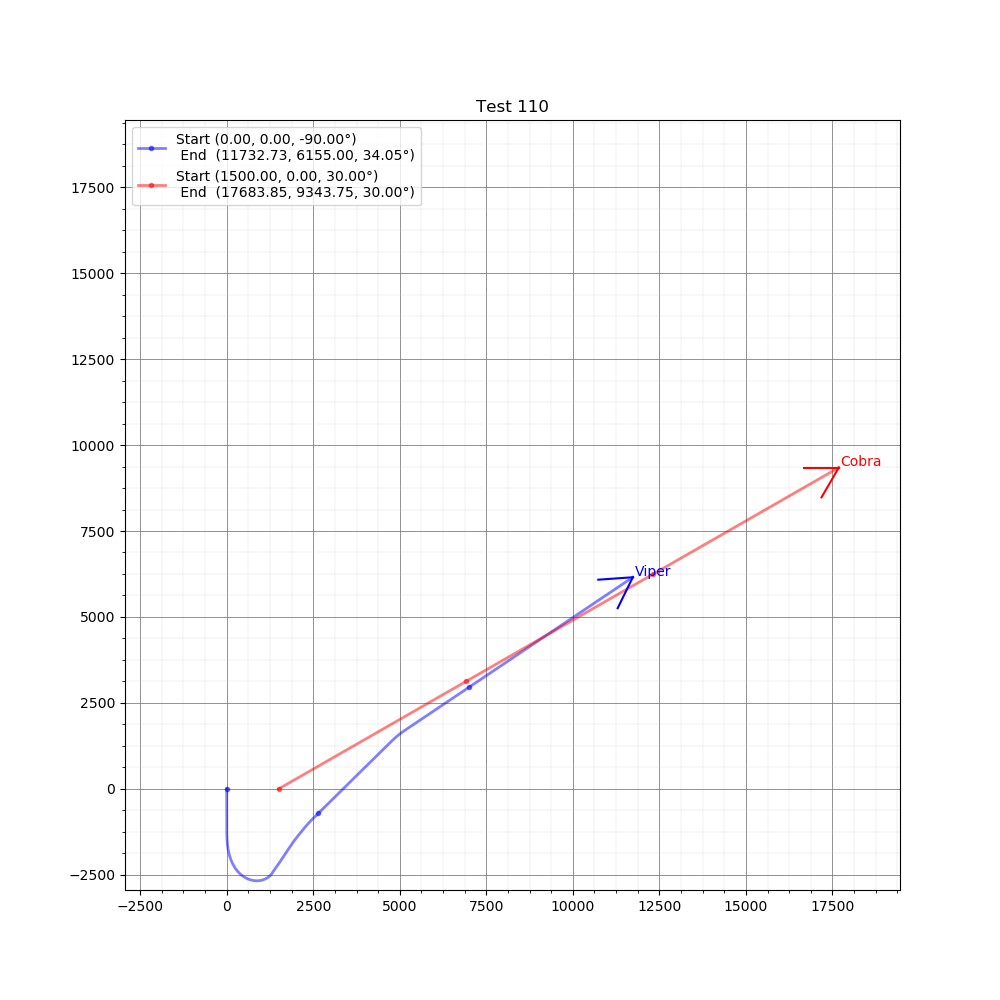 Test 110
Start (0.00, 0.00, -90.00°)
End  (11732.73, 6155.00, 34.05°)
Start (1500.00, 0.00, 30.00°)
End  (17683.85, 9343.75, 30.00°)
17500
15000
12500
10000
7500
5000
2500
0
−2500
Cobra
Viper
−2500 0 2500 5000 7500 10000 12500 15000 17500